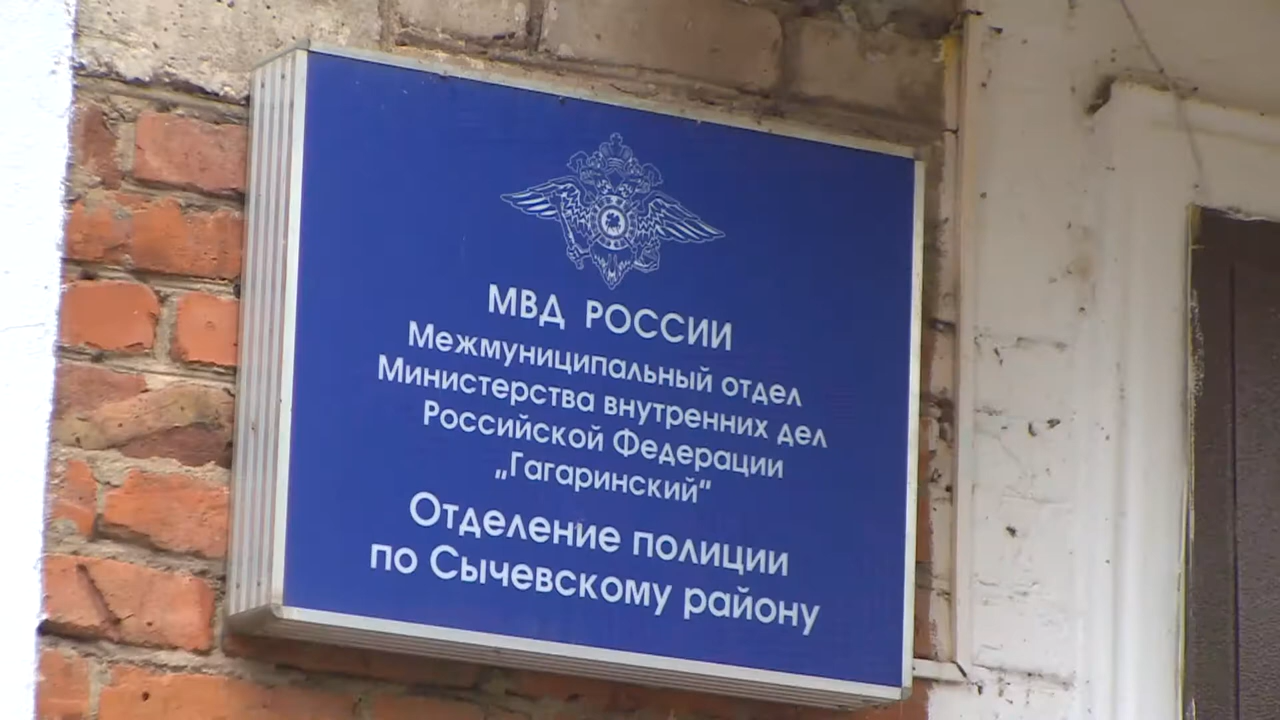 МВД РОССИИ
Межмуниципальный отдел
Министерства внутренних дел
Российской Федерации
„Гагаринский”
Отделение полиции
по Сычевскому району